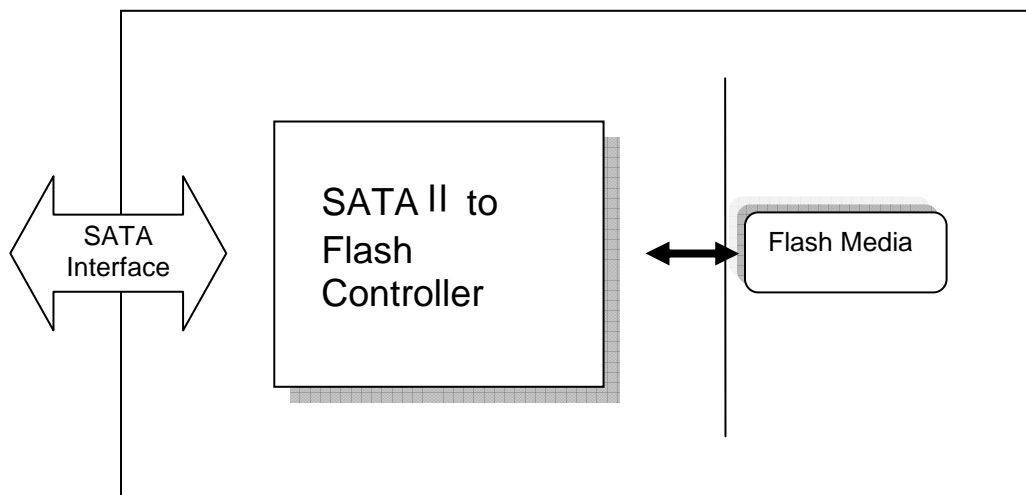 SATA
Interface
SATA II to
Flash
Controller
Flash Media